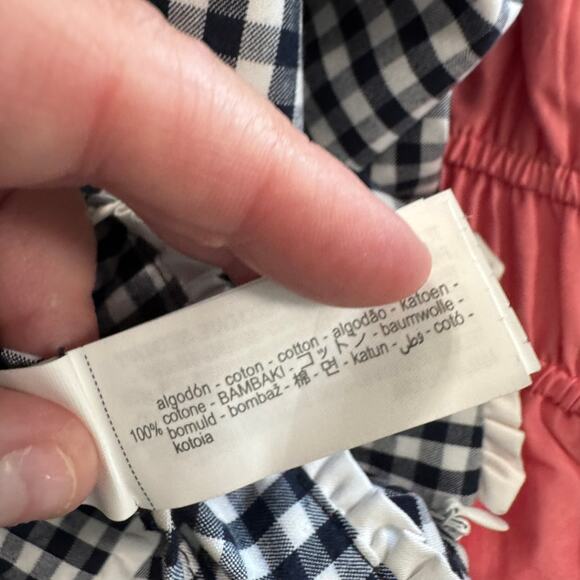 algodón - coton - cotton - algodão - katoen -
100% cotone - BAMBAKI - コットン - baumwolle -
bomuld - bombaž - 棉 - 면 - katun - قطن - cotó -
kotoia